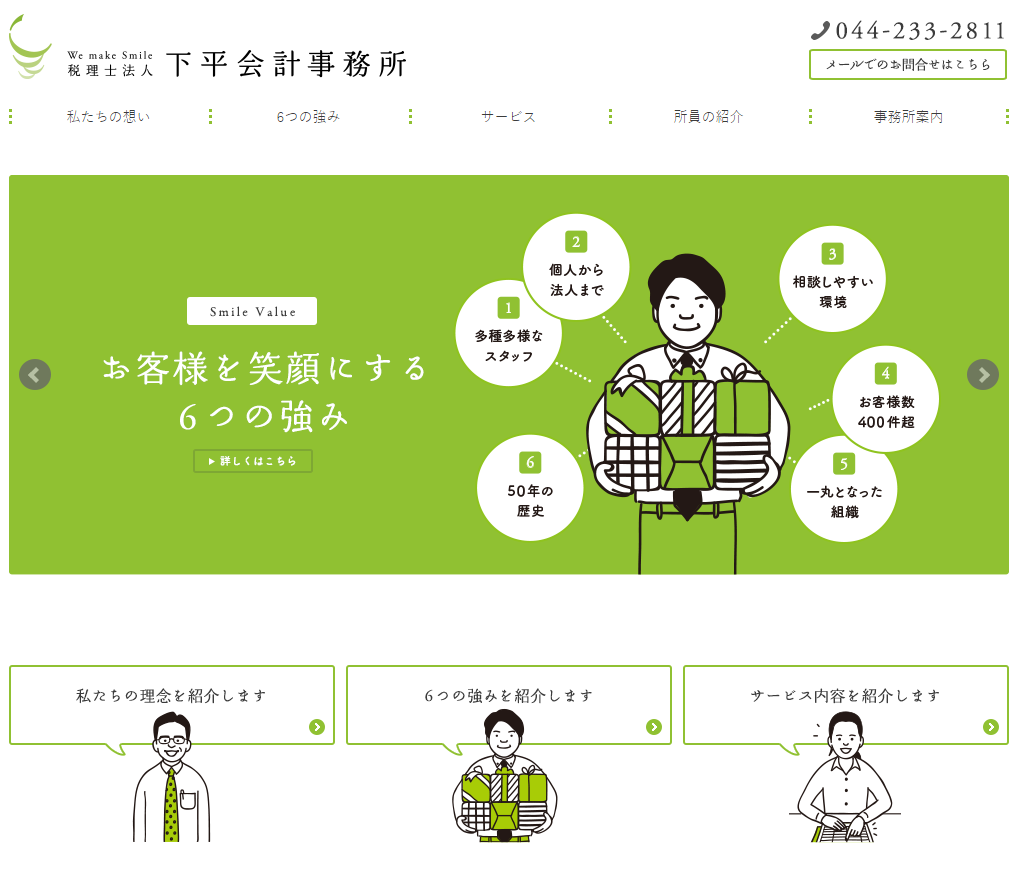 We make Smile
税理士法人 下平会計事務所
044-233-2811
メールでのお問合せはこちら
私たちの想い
6つの強み
サービス
所員の紹介
事務所案内
Smile Value
お客様を笑顔にする
6つの強み
詳しくはこちら
1
多種多様な
スタッフ
2
個人から
法人まで
3
相談しやすい
環境
4
お客様数
400件超
5
一丸となった
組織
6
50年の
歴史
私たちの理念を紹介します
6つの強みを紹介します
サービス内容を紹介します